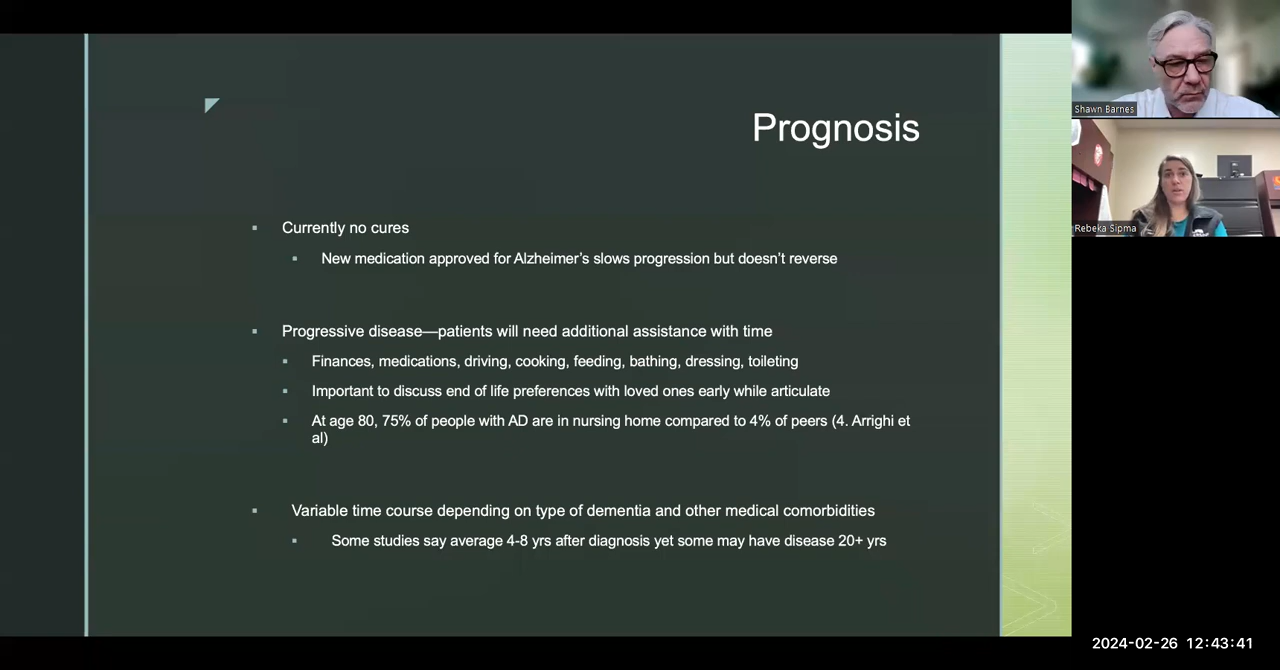 Prognosis
Currently no cures
New medication approved for Alzheimer's slows progression but doesn't reverse
Progressive disease—patients will need additional assistance with time
Finances, medications, driving, cooking, feeding, bathing, dressing, toileting
Important to discuss end of life preferences with loved ones early while articulate
At age 80, 75% of people with AD are in nursing home compared to 4% of peers (4. Arrighi et
al)
Variable time course depending on type of dementia and other medical comorbidities
Some studies say average 4-8 yrs after diagnosis yet some may have disease 20+ yrs
Shawn Barnes
Rebeka Sipma
2024-02-26 12:43:41